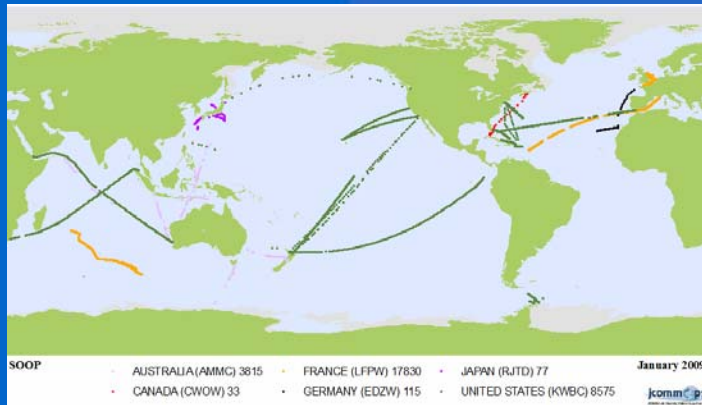 SOOP
January 2009
AUSTRALIA (AMMC) 3815 FRANCE (LFPW) 17830 JAPAN (RJTD) 77
CANADA (CWOW) 33 GERMANY (EDZW) 115 UNITED STATES (KWBC) 8575
jcommops